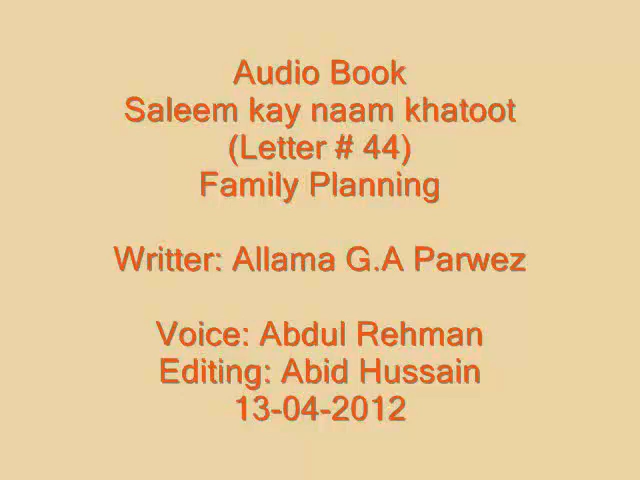 Audio Book
Saleem kay naam khatoot
(Letter # 44)
Family Planning
Writter: Allama G.A Parwez
Voice: Abdul Rehman
Editing: Abid Hussain
13-04-2012